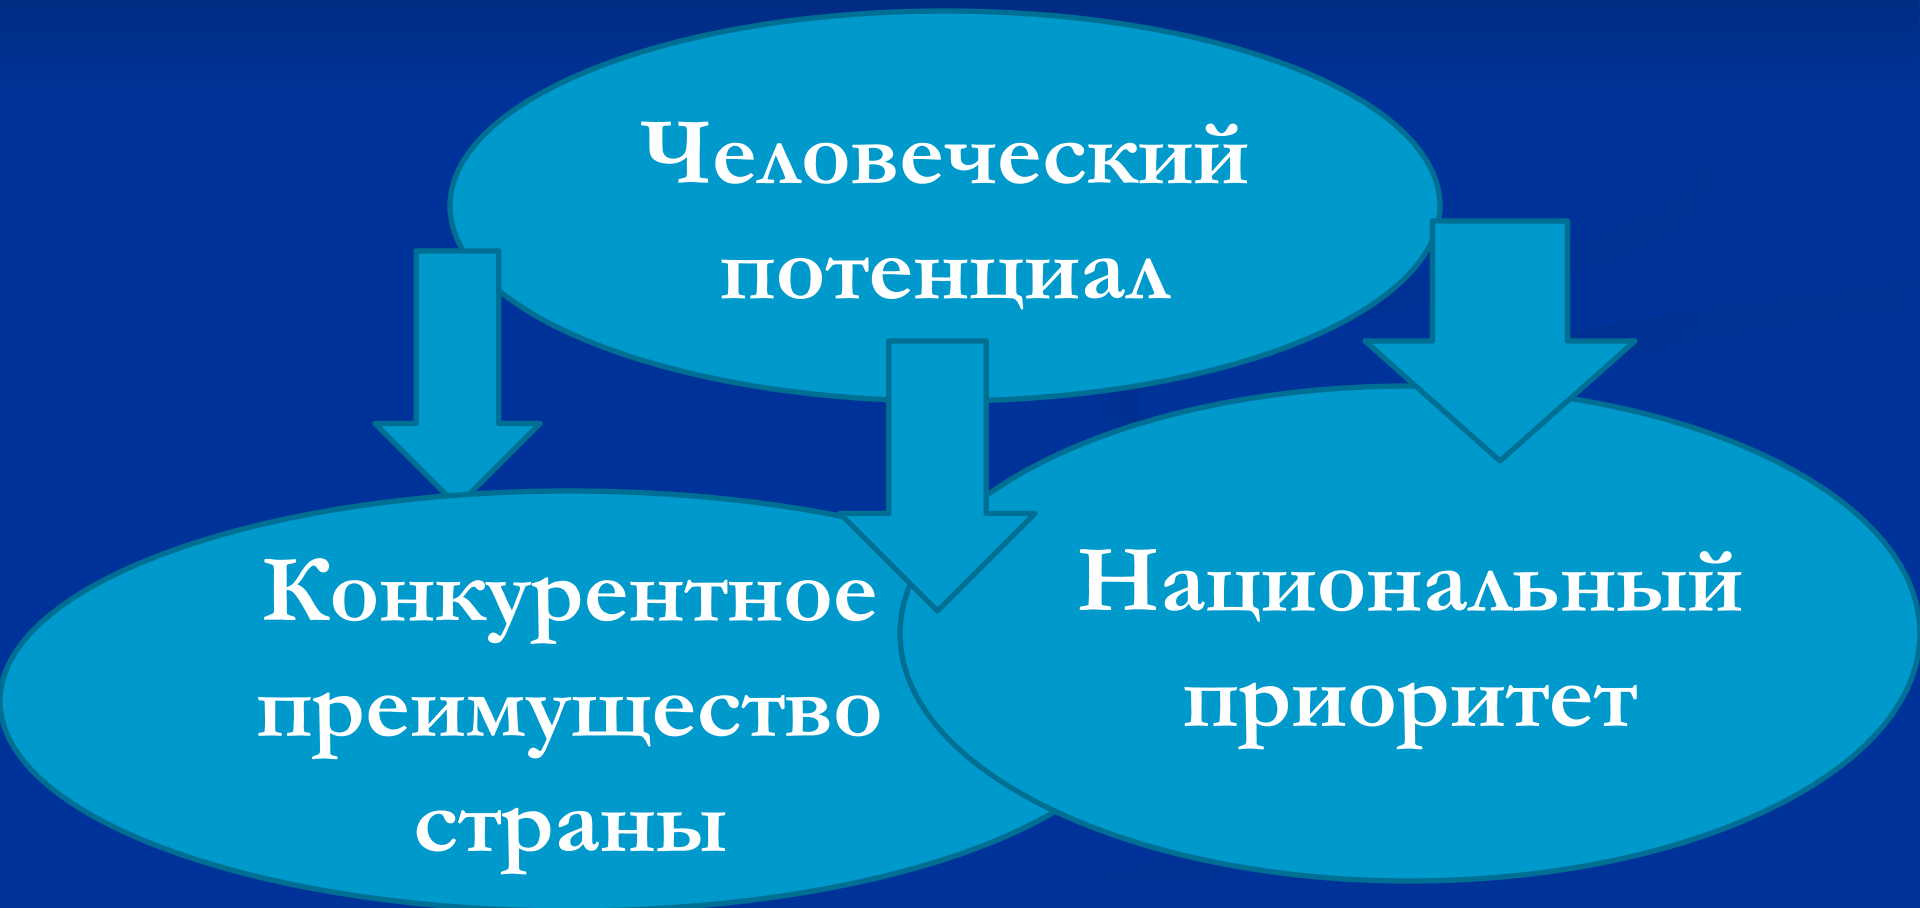 Человеческий
потенциал
Конкурентное
преимущество
страны
Национальный
приоритет